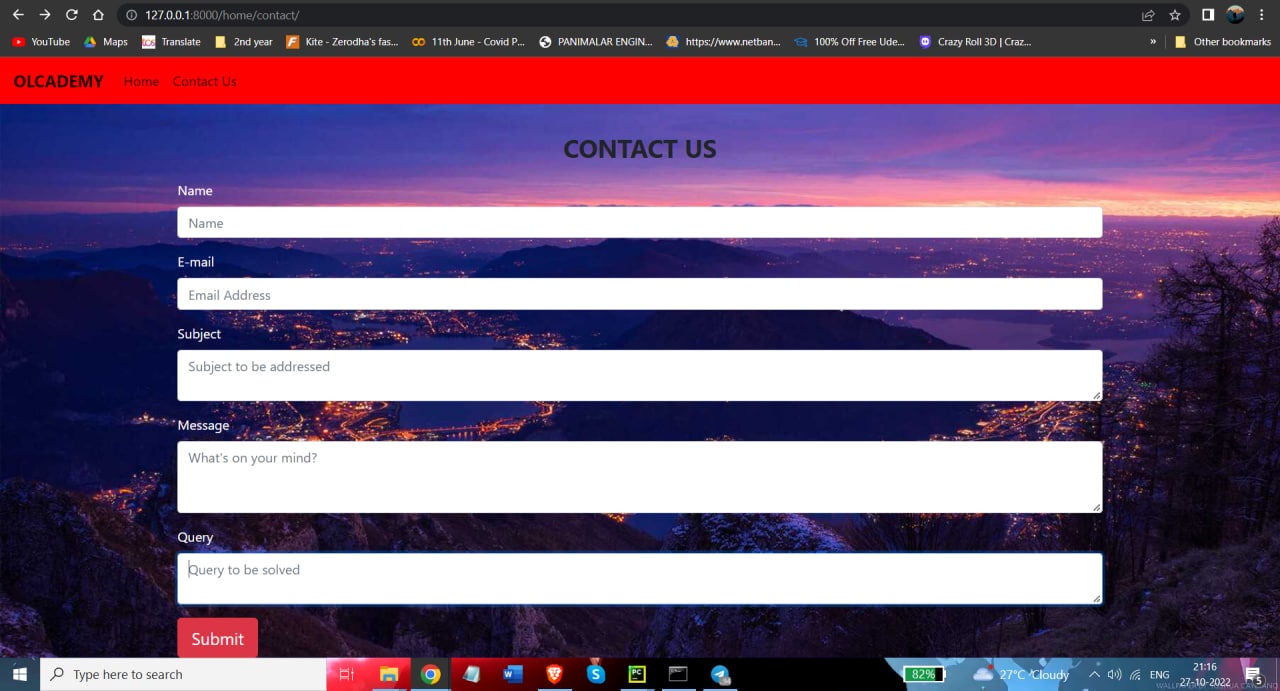 127.0.0.1:8000/home/contact/
YouTube Maps Translate 2nd year Kite - Zerodha's fas... 11th June - Covid P... PANIMALAR ENGIN... https://www.netban... 100% Off Free Ude... Crazy Roll 3D | Craz... » Other bookmarks
OLCADEMY Home Contact Us
CONTACT US
Name
Name
E-mail
Email Address
Subject
Subject to be addressed
Message
What's on your mind?
Query
Query to be solved
Submit
Type here to search 82% 27°C Cloudy ENG 21:16
27-10-2022 5